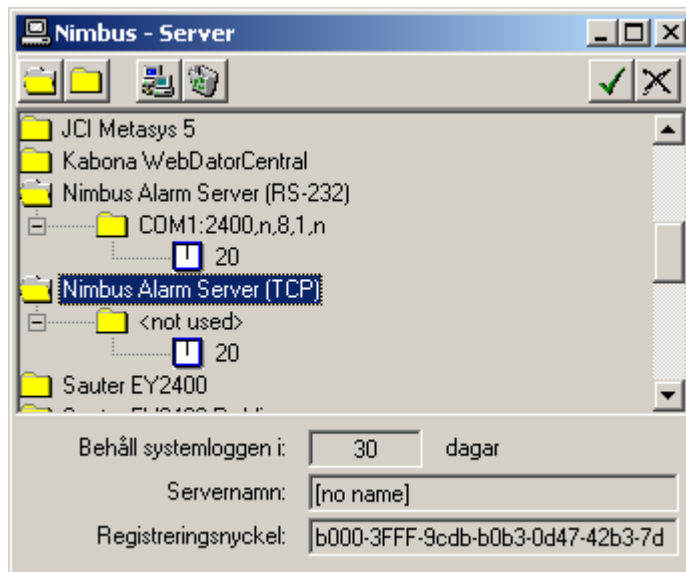 Nimbus - Server
JCI Metasys 5
Kabona WebDatorCentral
Nimbus Alarm Server (RS-232)
COM1:2400,n,8,1,n
20
Nimbus Alarm Server (TCP)
<not used>
20
Sauter EY2400
Behåll systemloggen i: 30 dagar
Servernamn: [no name]
Registreringsnyckel: b000-3FFF-9cdb-b0b3-0d47-42b3-7d